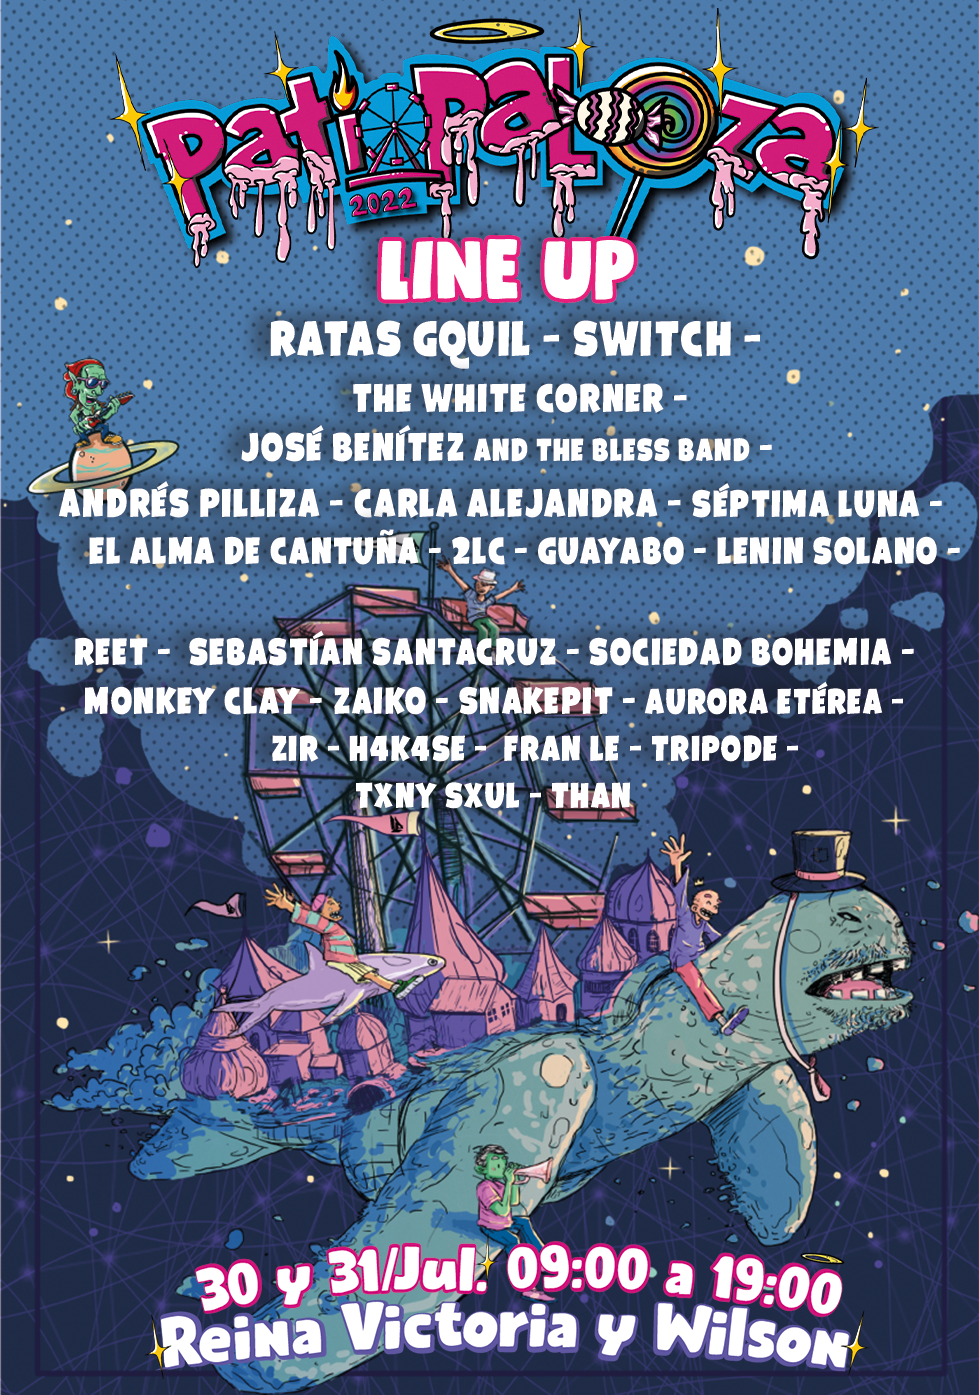 PatiOPALOOza
2022
LINE UP
RATAS GQUIL - SWITCH -
THE WHITE CORNER -
JOSÉ BENÍTEZ AND THE BLESS BAND -
ANDRÉS PILLIZA - CARLA ALEJANDRA - SÉPTIMA LUNA -
EL ALMA DE CANTUÑA - 2LC - GUAYABO - LENIN SOLANO -
REET - SEBASTÍAN SANTACRUZ - SOCIEDAD BOHEMIA -
MONKEY CLAY - ZAIKO - SNAKEPIT - AURORA ETÉREA -
ZIR - H4K4SE - FRAN LE - TRIPODE -
TXNY SXUL - THAN
30 y 31/Jul. 09:00 a 19:00
Reina Victoria y Wilson